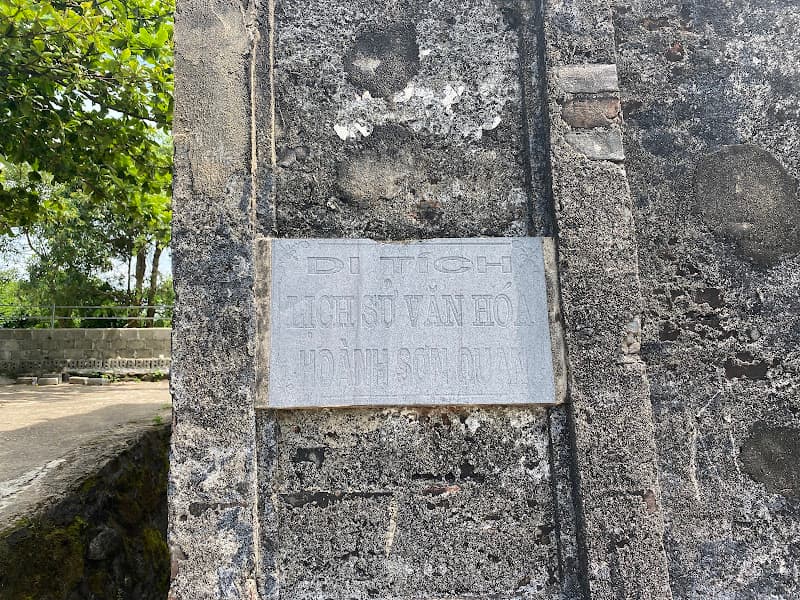 DI TÍCH
LỊCH SỬ VĂN HÓA
HOÀNH SƠN QUAN